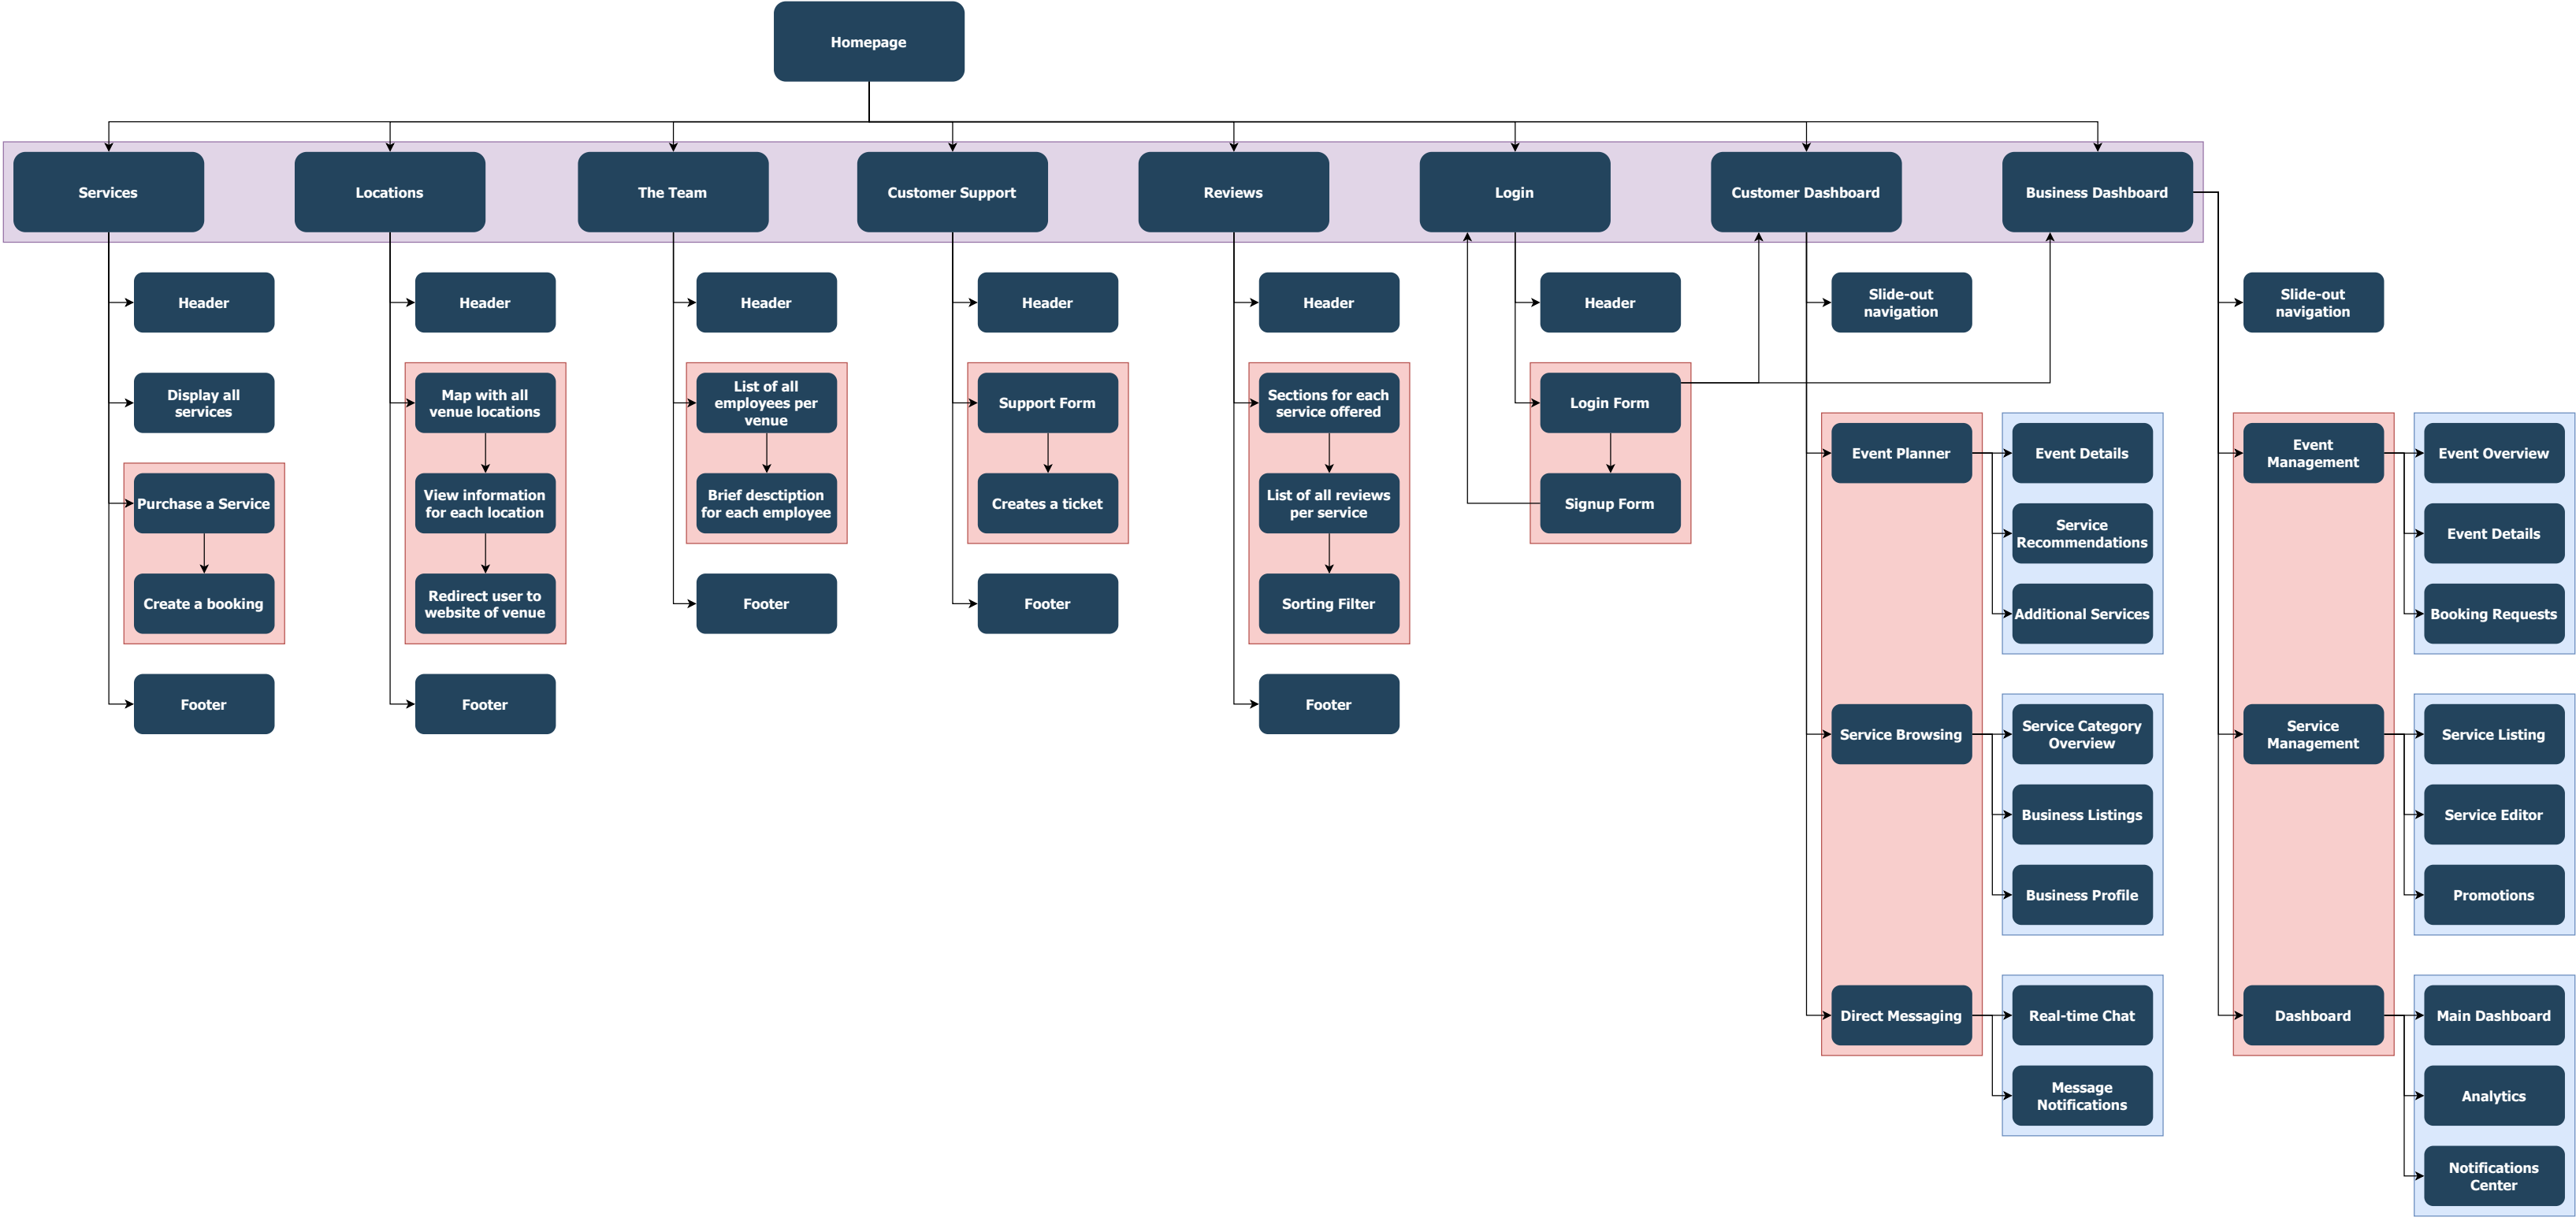 Homepage
Services
Locations
The Team
Customer Support
Reviews
Login
Customer Dashboard
Business Dashboard
Header
Display all
services
Purchase a Service
Create a booking
Footer
Header
Map with all
venue locations
View information
for each location
Redirect user to
website of venue
Footer
Header
List of all
employees per
venue
Brief desctiption
for each employee
Footer
Header
Support Form
Creates a ticket
Footer
Header
Sections for each
service offered
List of all reviews
per service
Sorting Filter
Footer
Header
Login Form
Signup Form
Slide-out
navigation
Event Planner
Event Details
Service
Recommendations
Additional Services
Service Browsing
Service Category
Overview
Business Listings
Business Profile
Direct Messaging
Real-time Chat
Message
Notifications
Slide-out
navigation
Event
Management
Event Overview
Event Details
Booking Requests
Service
Management
Service Listing
Service Editor
Promotions
Dashboard
Main Dashboard
Analytics
Notifications
Center